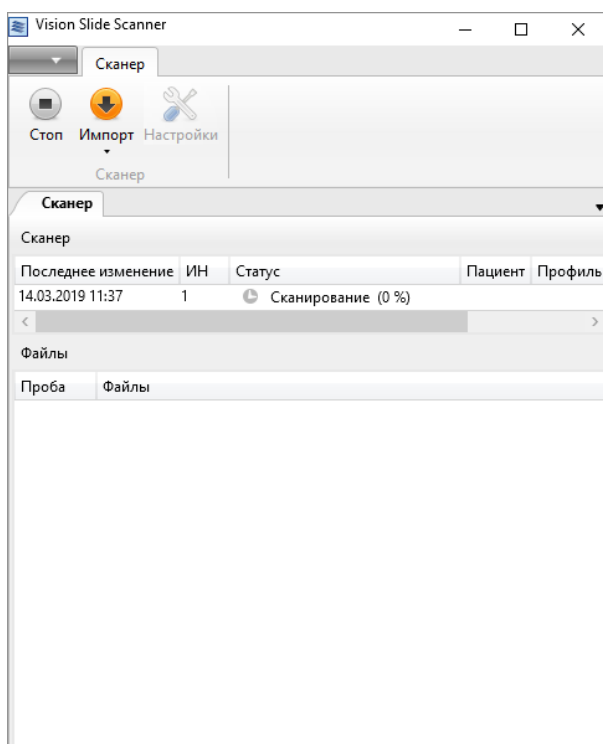 Vision Slide Scanner
Сканер
Стоп Импорт Настройки
Сканер
Сканер
Сканер
Последнее изменение ИН Статус Пациент Профиль
14.03.2019 11:37 1 Сканирование (0 %)
Файлы
Проба Файлы